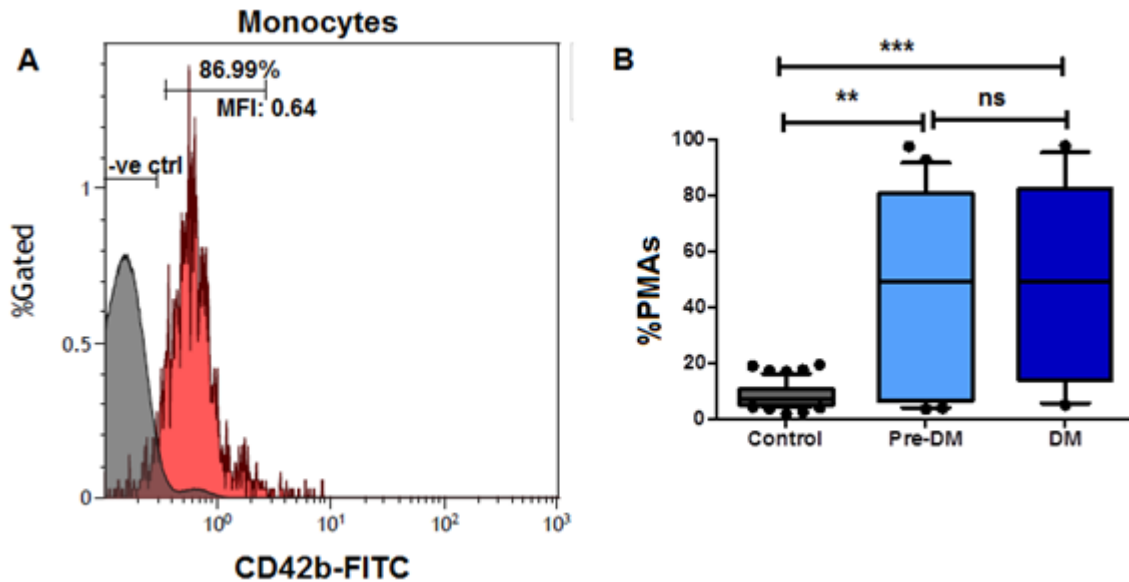 Monocytes
A
86.99%
MFI: 0.64
-ve ctrl
%Gated
1
0.5
0
10⁰
10¹
10²
10³
CD42b-FITC
B
***
**
ns
%PMAs
100
80
60
40
20
0
Control
Pre-DM
DM